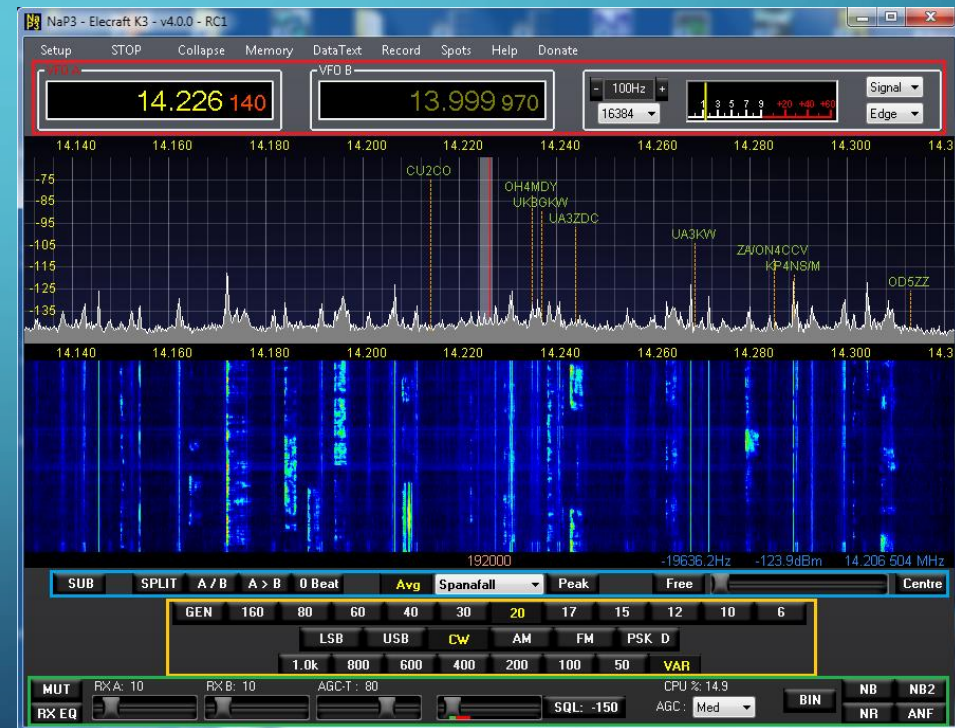 NaP3 - Elecraft K3 - v4.0.0 - RC1
Setup STOP Collapse Memory DataText Record Spots Help Donate
VFO A VFO B
14.226 140 13.999 970
- 100Hz + Signal
16384 1 3 5 7 9 +20 +40 +60 Edge
14.140 14.160 14.180 14.200 14.220 14.240 14.260 14.280 14.300 14.3
CU2CO
-75
OH4MDY
-85
UK8GKW
UA3ZDC
-95
UA3KW
-105
ZA/ON4CCV
-115 KP4NS/M
-125 OD5ZZ
-135
14.140 14.160 14.180 14.200 14.220 14.240 14.260 14.280 14.300 14.3
192000 -19636.2Hz -123.9dBm 14.206 504 MHz
SUB SPLIT A / B A > B 0 Beat Avg Spanafall Peak Free Centre
GEN 160 80 60 40 30 20 17 15 12 10 6
LSB USB CW AM FM PSK D
1.0k 800 600 400 200 100 50 VAR
MUT RX A: 10 RX B: 10 AGC-T : 80 CPU %: 14.9 BIN NB NB2
RX EQ SQL: -150 AGC : Med NR ANF